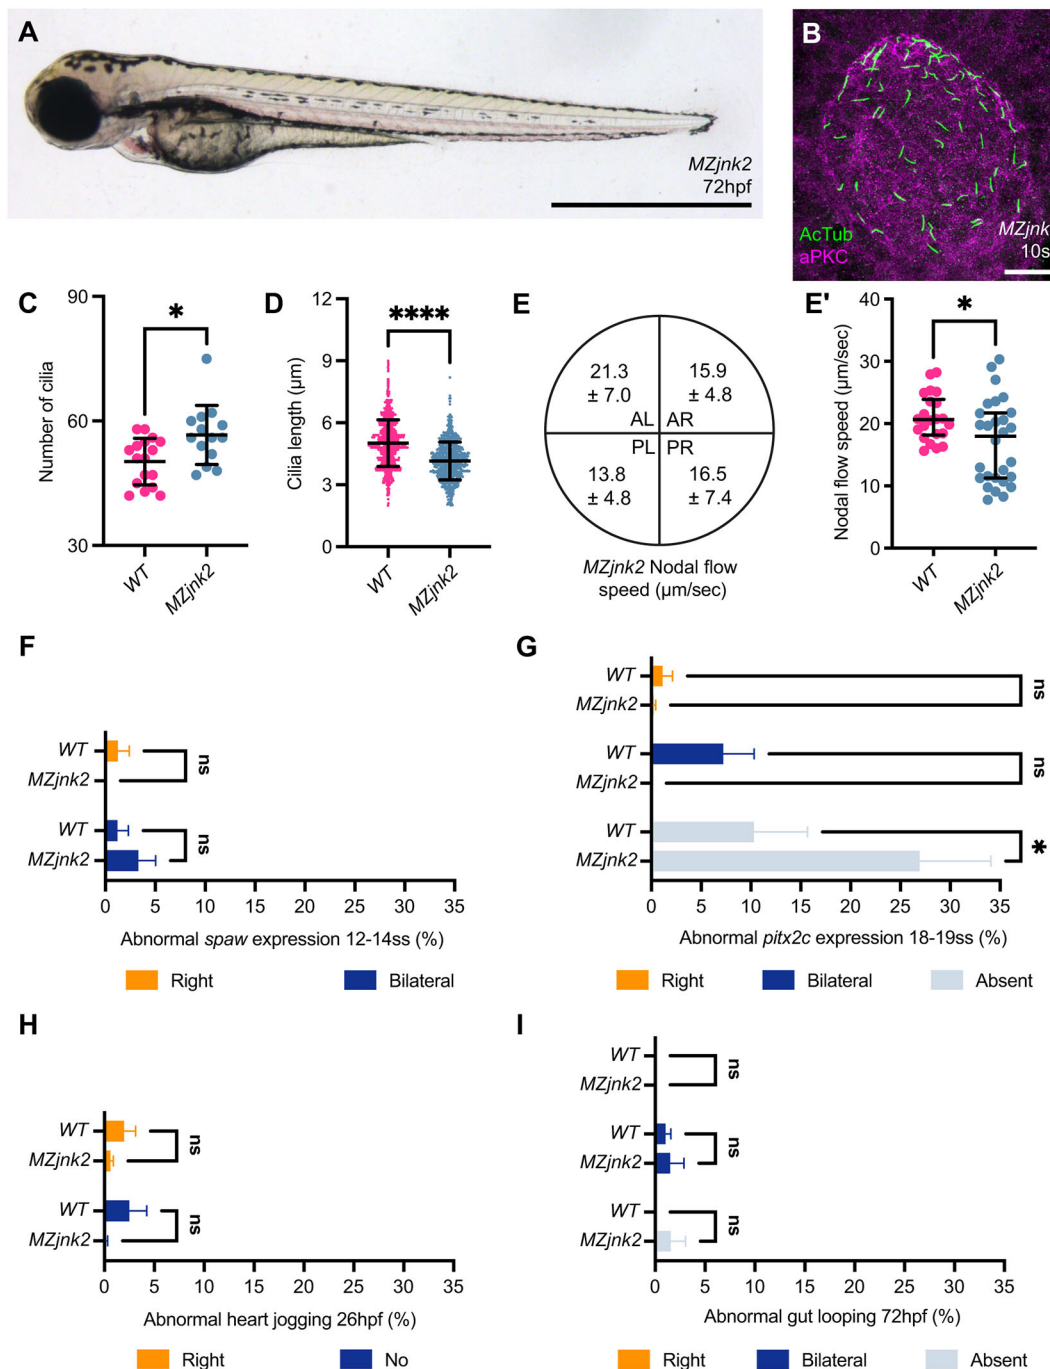 A
MZjnk2
72hpf
B
AcTub
aPKC
MZjnk
10s
C
90
60
30
Number of cilia
*
WT
MZjnk2
D
12
9
6
3
0
Cilia length (µm)
****
WT
MZjnk2
E
21.3
± 7.0
15.9
± 4.8
AL
AR
PL
PR
13.8
± 4.8
16.5
± 7.4
MZjnk2 Nodal flow
speed (µm/sec)
E'
40
30
20
10
0
Nodal flow speed (µm/sec)
*
WT
MZjnk2
F
WT
MZjnk2
ns
WT
MZjnk2
ns
0 5 10 15 20 25 30 35
Abnormal spaw expression 12-14ss (%)
Right
Bilateral
G
WT
MZjnk2
ns
WT
MZjnk2
ns
WT
MZjnk2
*
0 5 10 15 20 25 30 35
Abnormal pitx2c expression 18-19ss (%)
Right
Bilateral
Absent
H
WT
MZjnk2
ns
WT
MZjnk2
ns
0 5 10 15 20 25 30 35
Abnormal heart jogging 26hpf (%)
Right
No
I
WT
MZjnk2
ns
WT
MZjnk2
ns
WT
MZjnk2
ns
0 5 10 15 20 25 30 35
Abnormal gut looping 72hpf (%)
Right
Bilateral
Absent